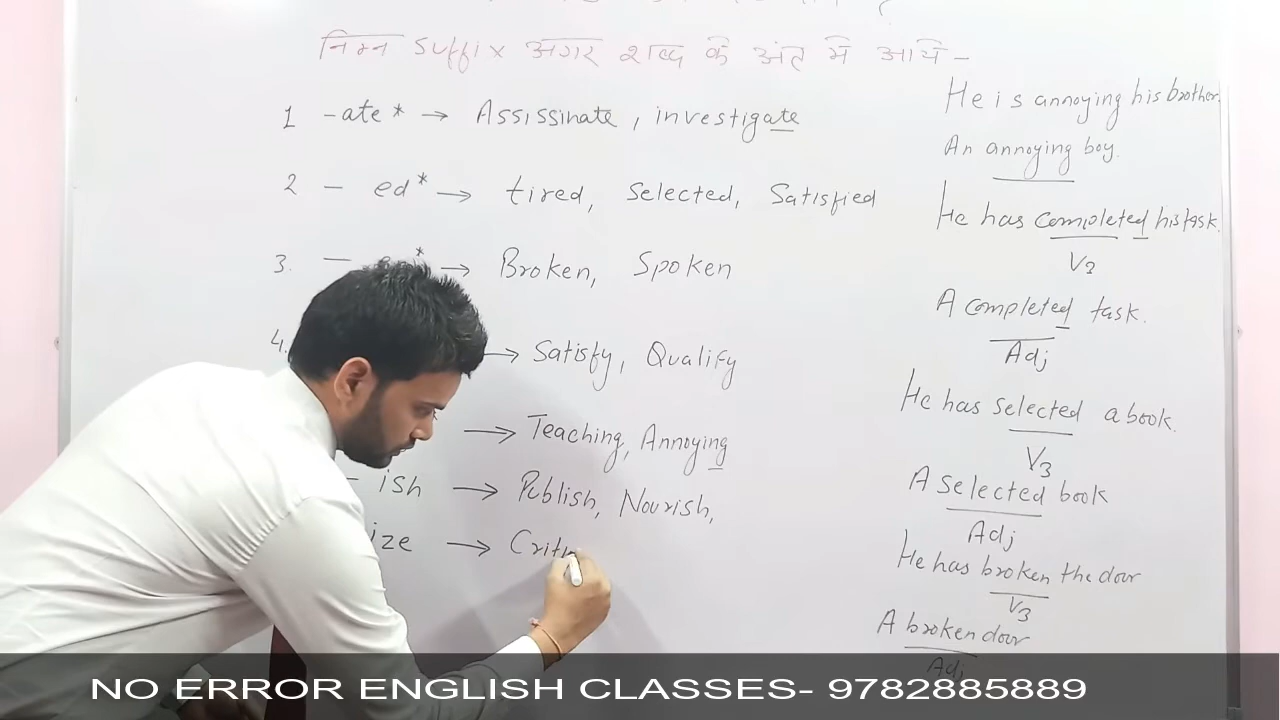 निम्न suffix अगर शब्द के अंत मे आये -
1 -ate* → Assissinate, investigate
2 - ed* → tired, Selected, Satisfied
3. - * → Broken, Spoken
4. → Satisfy, Qualify
→ Teaching, Annoying
- ish → Publish, Nourish,
ize → Criti
He is annoying his brother.
An annoying boy.
He has completed his task.
V3
A completed task.
Adj
He has selected a book.
V3
A selected book
Adj
He has broken the door
V3
A broken door
Adj
NO ERROR ENGLISH CLASSES- 9782885889